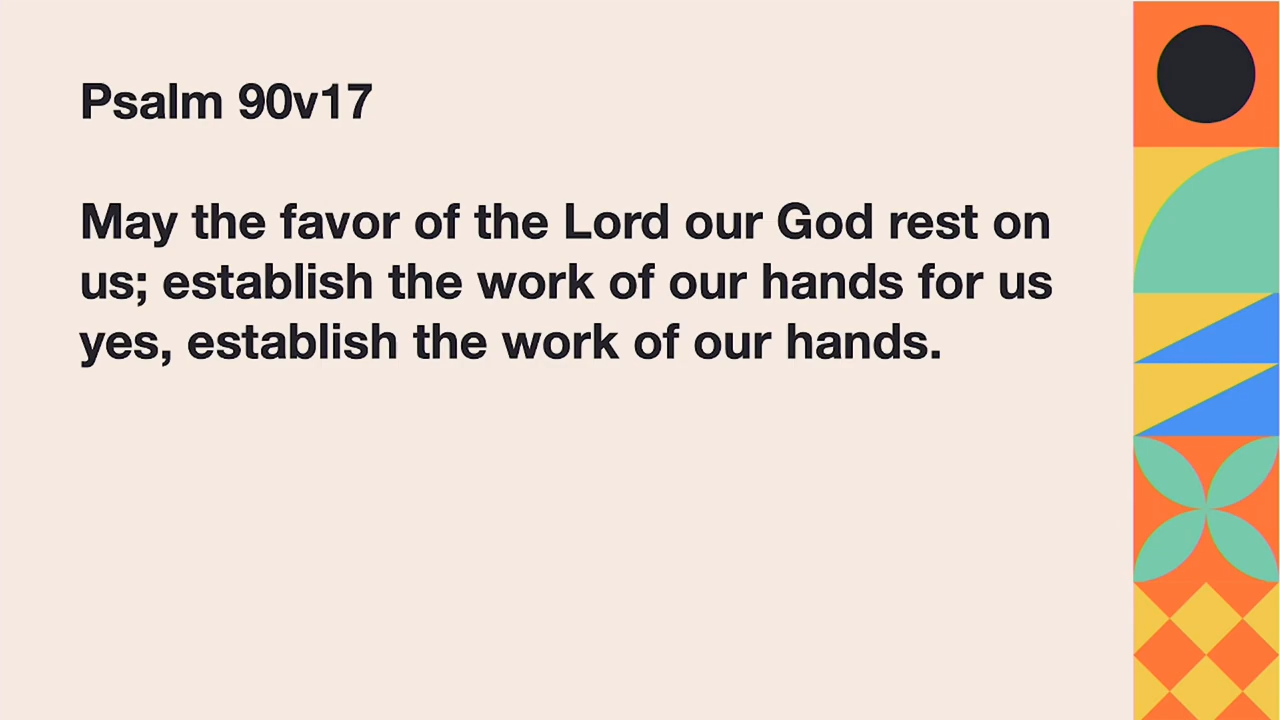 Psalm 90v17
May the favor of the Lord our God rest on
us; establish the work of our hands for us
yes, establish the work of our hands.